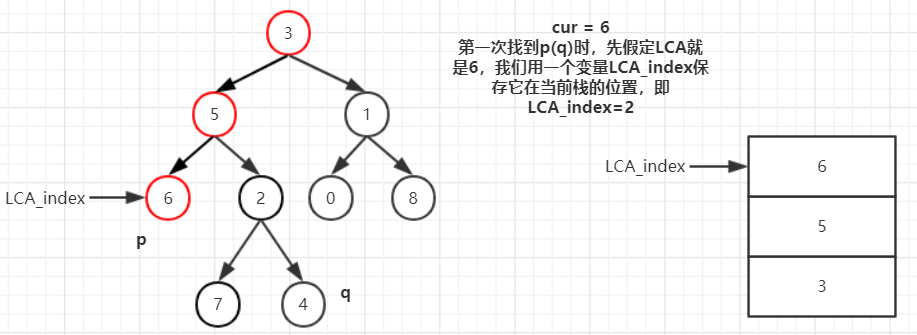 3
cur = 6
第一次找到p(q)时，先假定LCA就
是6，我们用一个变量LCA_index保
存它在当前栈的位置，即
LCA_index=2
5
1
LCA_index
6
2
0
8
p
7
4
q
LCA_index
6
5
3